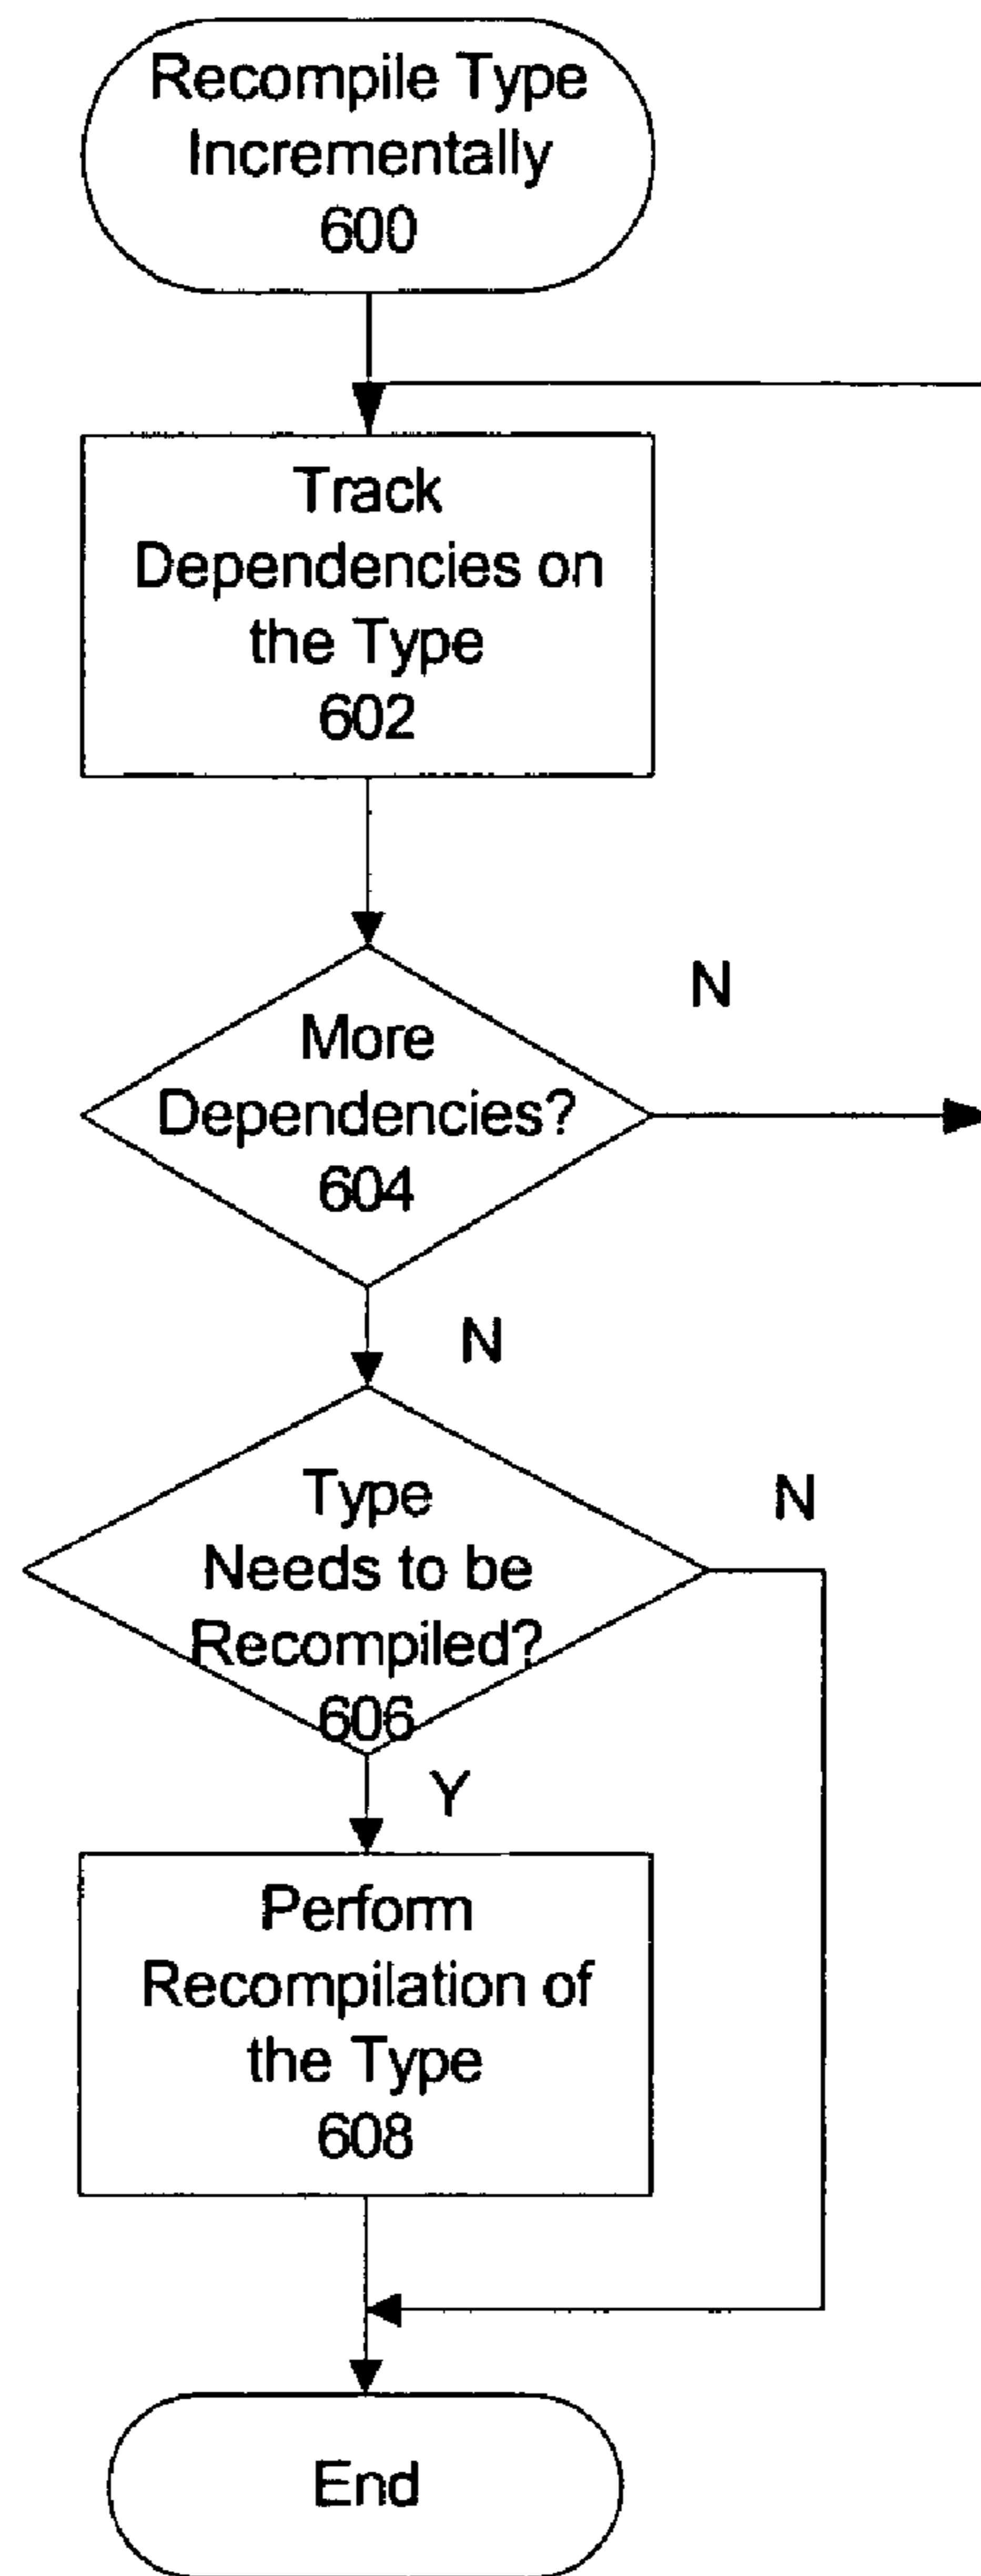 Recompile Type
Incrementally
600
Track
Dependencies on
the Type
602
More
Dependencies?
604
N
N
Type
Needs to be
Recompiled?
606
N
Y
Perform
Recompilation of
the Type
608
End